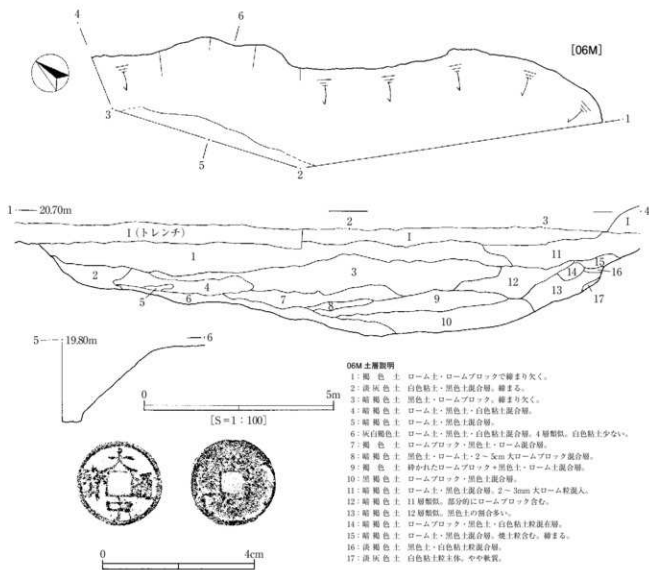 [06M]
4
6
3
5
2
1
1
20.70m
2
3
4
1
Ⅰ(トレンチ)
Ⅰ
1
11
2
3
12
14
15
16
4
5
6
7
8
9
13
17
10
5
19.80m
6
0
5m
[S=1:100]
大
中
通
0
4cm
06M 土層説明
1:褐色土 ローム土・ロームブロックで締まり欠く。
2:淡灰色土 白色粘土・黒色土混合層。締まる。
3:暗褐色土 黒色土・ロームブロック。締まり欠く。
4:暗褐色土 ローム土・黒色土・白色粘土混合層。
5:暗褐色土 ローム土・黒色土混合層。
6:灰白褐色土 ローム土・黒色土・白色粘土混合層。4層類似。白色粘土少ない。
7:褐色土 ロームブロック・黒色土・ローム混合層。
8:暗褐色土 黒色土・ローム土・2~5cm大ロームブロック混合層。
9:褐色土 砕かれたロームブロック・黒色土・ローム土混合層。
10:黒褐色土 ロームブロック・黒色土混合層。
11:暗褐色土 ローム土・黒色土混合層。2~3mm大ローム粒混入。
12:暗褐色土 11層類似。部分的にロームブロック含む。
13:暗褐色土 12層類似。黒色土の割合多い。
14:暗褐色土 ロームブロック・黒色土・白色粘土粒混在層。
15:暗褐色土 ローム土・黒色土混合層。焼土粒含む。締まる。
16:淡褐色土 黒色土・白色粘土粒混合層。
17:淡灰色土 白色粘土粒主体。やや軟質。